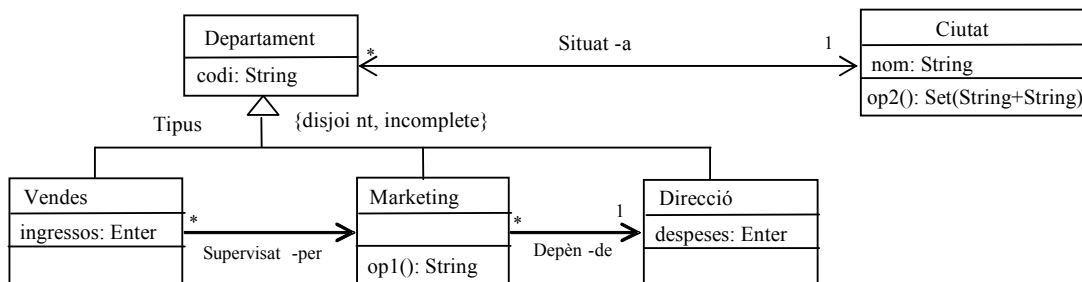 Departament
codi: String
*
Situat -a
1
Ciutat
nom: String
op2(): Set(String+String)
Tipus
{disjoi nt, incomplete}
Vendes
ingressos: Enter
*
Supervisat -per
Marketing
op1(): String
*
Depèn -de
1
Direcció
despeses: Enter